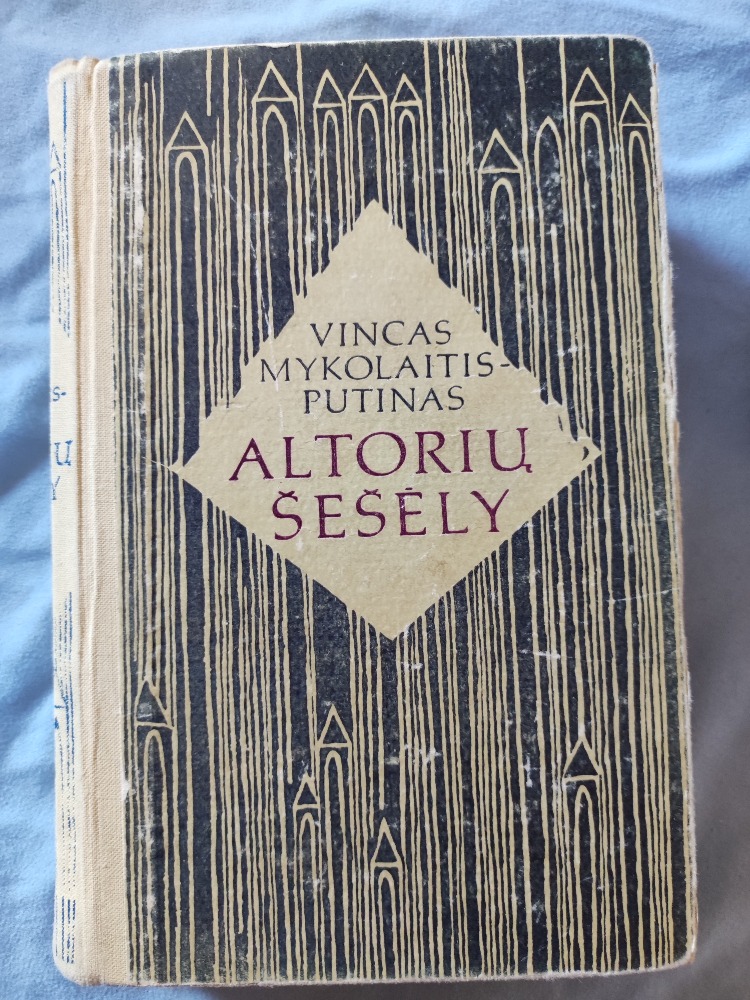 VINCAS
MYKOLAITIS-
PUTINAS
ALTORIŲ
ŠEŠĖLY